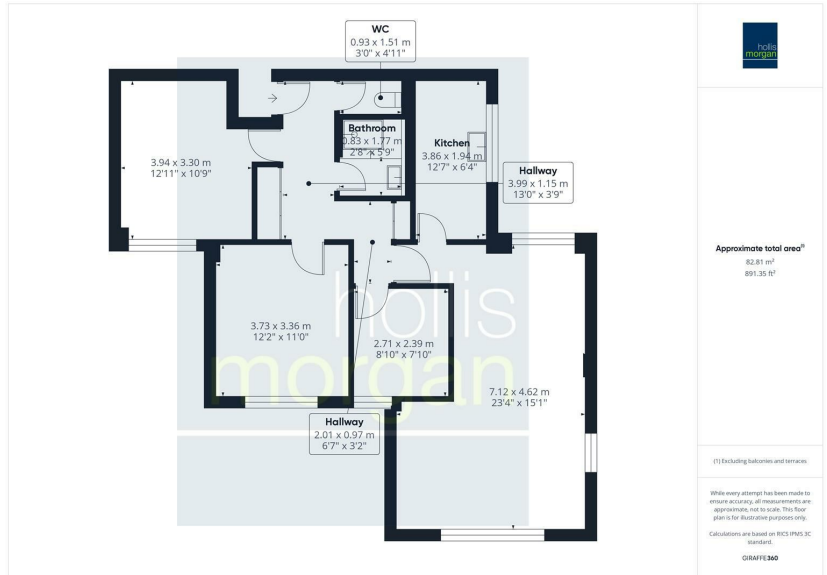 WC
0.93 x 1.51 m
3'0" x 4'11"
hollis
morgan
Bathroom
0.83 x 1.77 m
2'8" x 5'9"
Kitchen
3.86 x 1.94 m
12'7" x 6'4"
3.94 x 3.30 m
12'11" x 10'9"
Hallway
3.99 x 1.15 m
13'0" x 3'9"
Approximate total area⁽¹⁾
82.81 m²
891.35 ft²
hollis
morgan
3.73 x 3.36 m
12'2" x 11'0"
2.71 x 2.39 m
8'10" x 7'10"
7.12 x 4.62 m
23'4" x 15'1"
Hallway
2.01 x 0.97 m
6'7" x 3'2"
(1) Excluding balconies and terraces
While every attempt has been made to
ensure accuracy, all measurements are
approximate, not to scale. This floor
plan is for illustrative purposes only.
Calculations are based on RICS IPMS 3C
standard.
GIRAFFE360